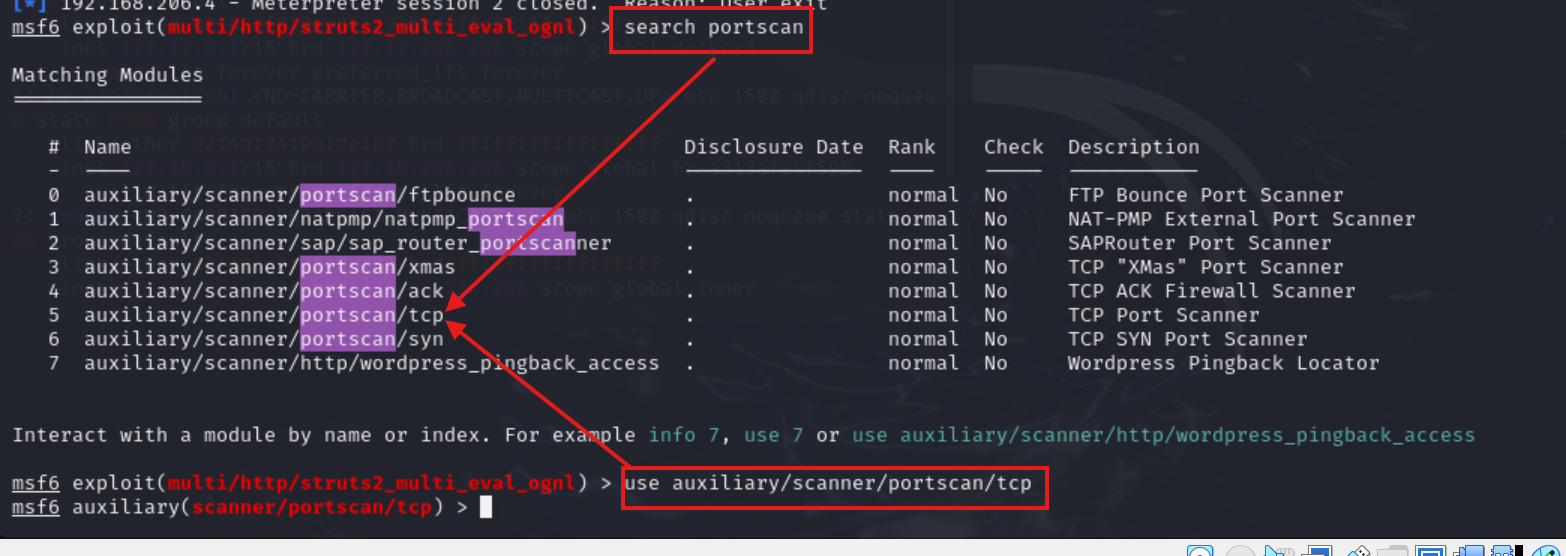 [*] 192.168.206.4 - Meterpreter session 2 closed.  Reason: User exit
msf6 exploit(multi/http/struts2_multi_eval_ognl) > search portscan
Matching Modules
================
#  Name  Disclosure Date  Rank  Check  Description
-  ----  ---------------  ----  -----  -----------
0  auxiliary/scanner/portscan/ftpbounce  .  normal  No  FTP Bounce Port Scanner
1  auxiliary/scanner/natpmp/natpmp_portscan  .  normal  No  NAT-PMP External Port Scanner
2  auxiliary/scanner/sap/sap_router_portscanner  .  normal  No  SAPRouter Port Scanner
3  auxiliary/scanner/portscan/xmas  .  normal  No  TCP "XMas" Port Scanner
4  auxiliary/scanner/portscan/ack  .  normal  No  TCP ACK Firewall Scanner
5  auxiliary/scanner/portscan/tcp  .  normal  No  TCP Port Scanner
6  auxiliary/scanner/portscan/syn  .  normal  No  TCP SYN Port Scanner
7  auxiliary/scanner/http/wordpress_pingback_access  .  normal  No  Wordpress Pingback Locator
Interact with a module by name or index. For example info 7, use 7 or use auxiliary/scanner/http/wordpress_pingback_access
msf6 exploit(multi/http/struts2_multi_eval_ognl) > use auxiliary/scanner/portscan/tcp
msf6 auxiliary(scanner/portscan/tcp) >